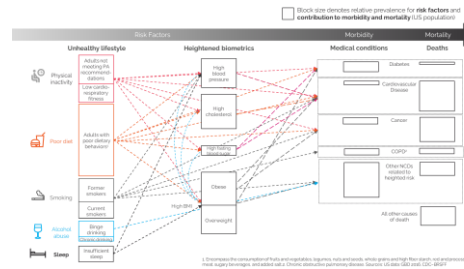 Block size denotes relative prevalence for risk factors and
contribution to morbidity and mortality (US population)
Risk Factors
Morbidity
Mortality
Unhealthy lifestyle
Heightened biometrics
Medical conditions
Deaths
Physical
inactivity
Adults not
meeting PA
recommen-
dations
Low cardio-
respiratory
fitness
Poor diet
Adults with
poor dietary
behaviors¹
Smoking
Former
smokers
Current
smokers
Alcohol
abuse
Binge
drinking
Chronic drinking
Sleep
Insufficient
sleep
High
blood
pressure
High
cholesterol
High fasting
blood sugar
High BMI
Obese
Overweight
Diabetes
Cardiovascular
Disease
Cancer
COPD²
Other NCDs
related to
heighted risk
All other causes
of death